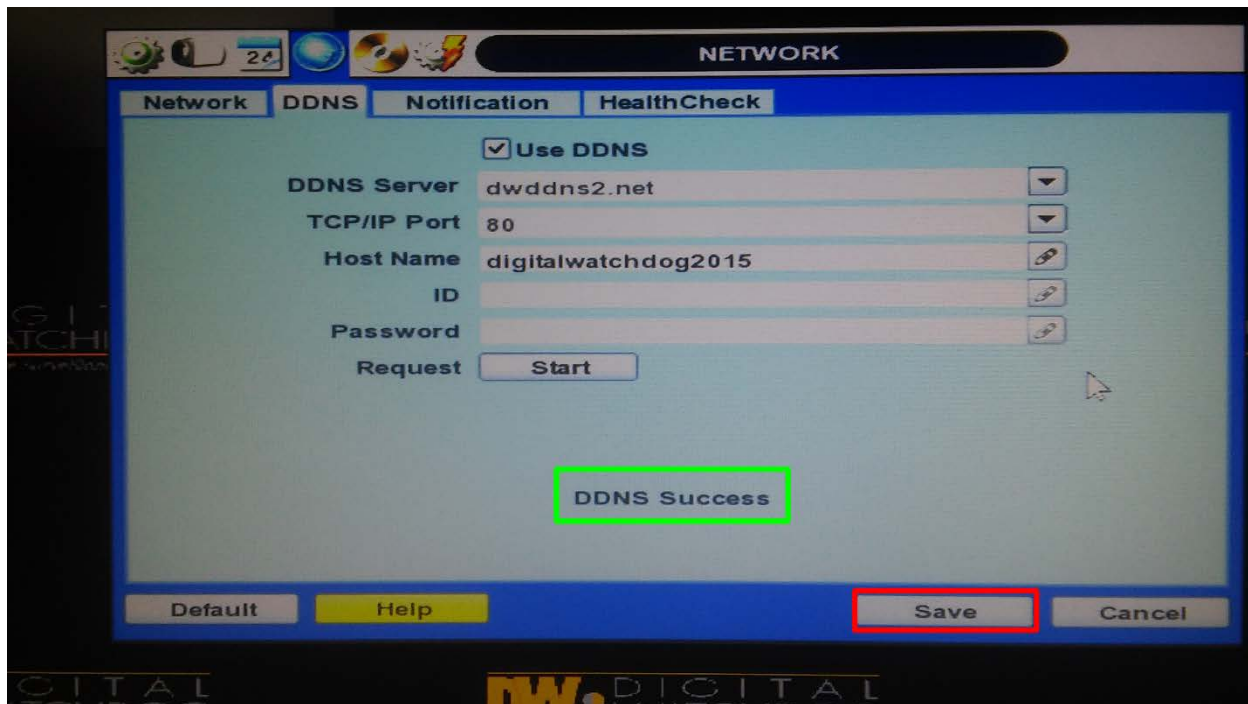 24
NETWORK
Network DDNS Notification HealthCheck
Use DDNS
DDNS Server dwddns2.net
TCP/IP Port 80
Host Name digitalwatchdog2015
ID
Password
Request Start
DDNS Success
Default Help Save Cancel
DIGITAL